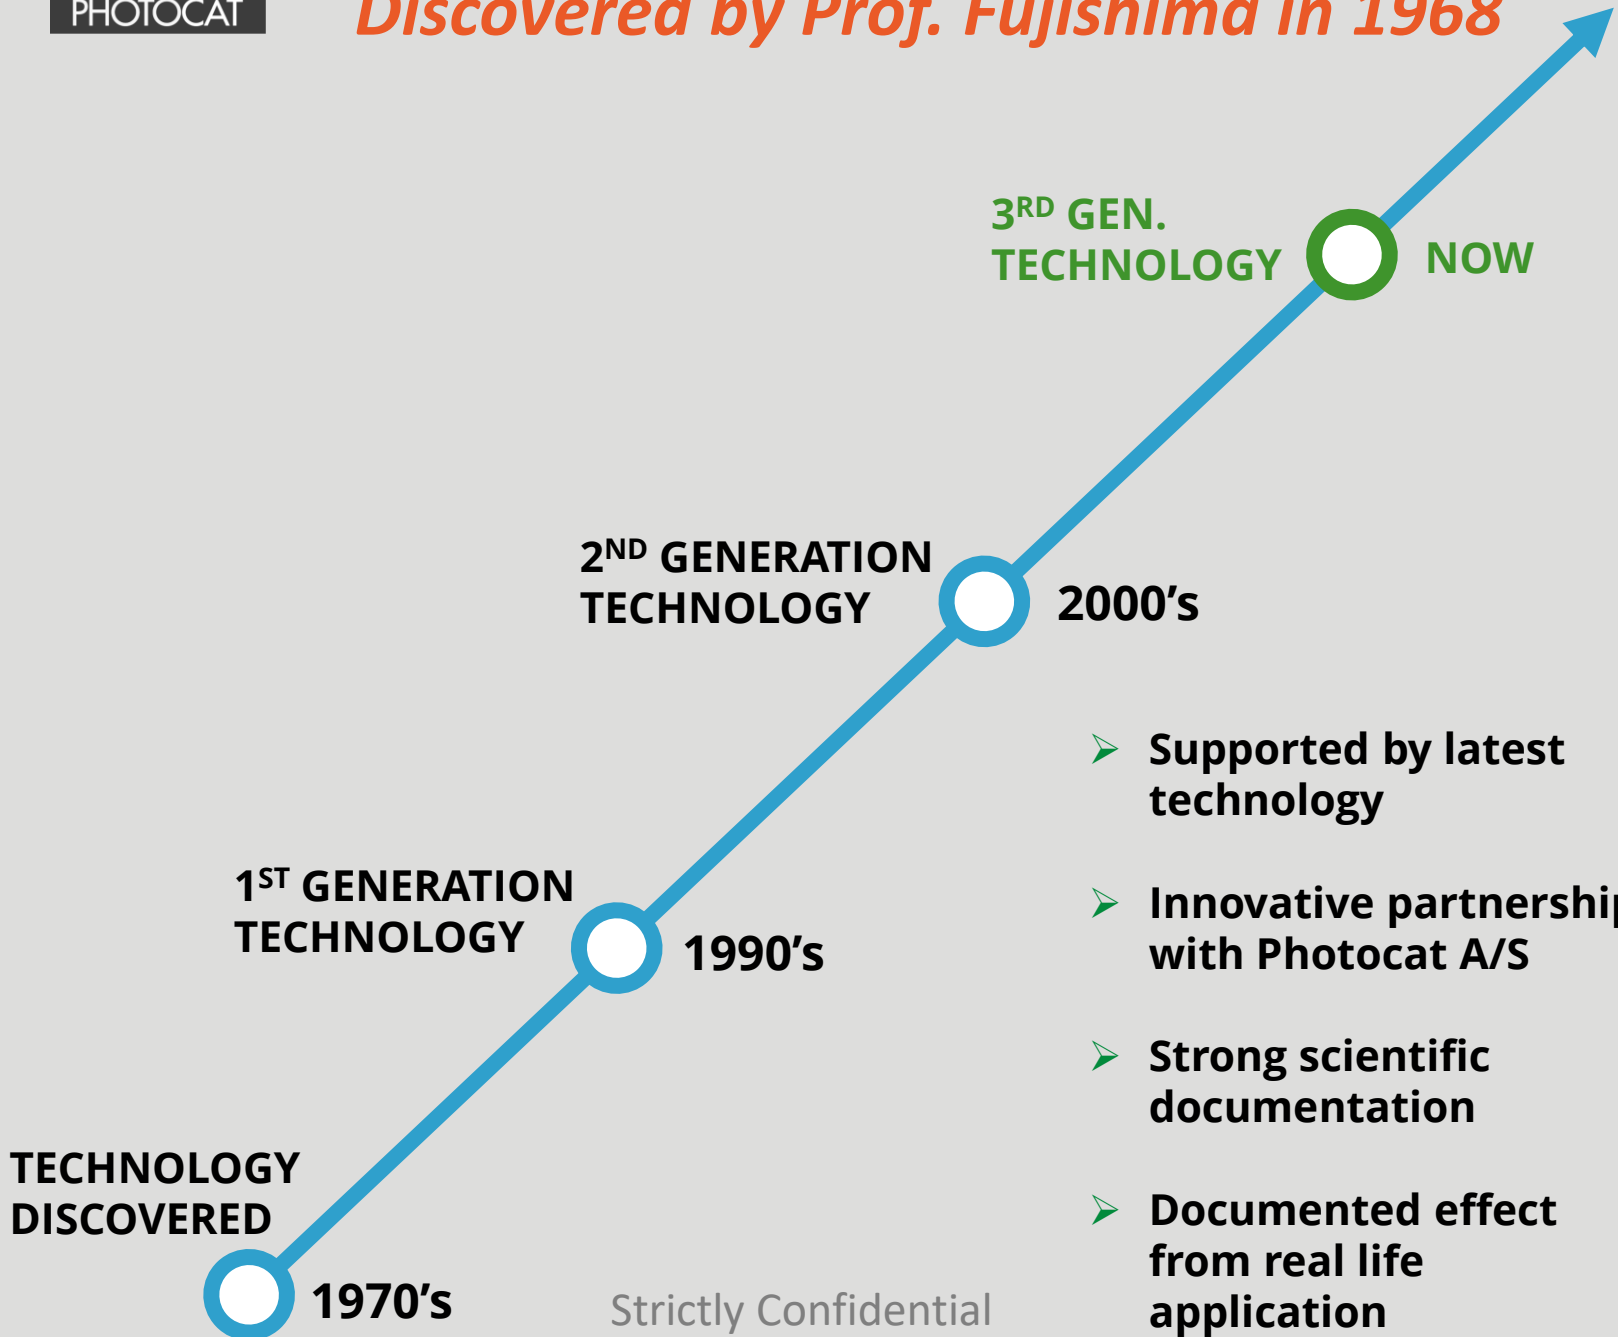 PHOTOCAT
Discovered by Prof. Fujishima in 1968
3RD GEN.
TECHNOLOGY
NOW
2ND GENERATION
TECHNOLOGY
2000’s
Supported by latest
technology
1ST GENERATION
TECHNOLOGY
1990’s
Innovative partnership
with Photocat A/S
Strong scientific
documentation
TECHNOLOGY
DISCOVERED
1970’s
Documented effect
from real life
application
Strictly Confidential